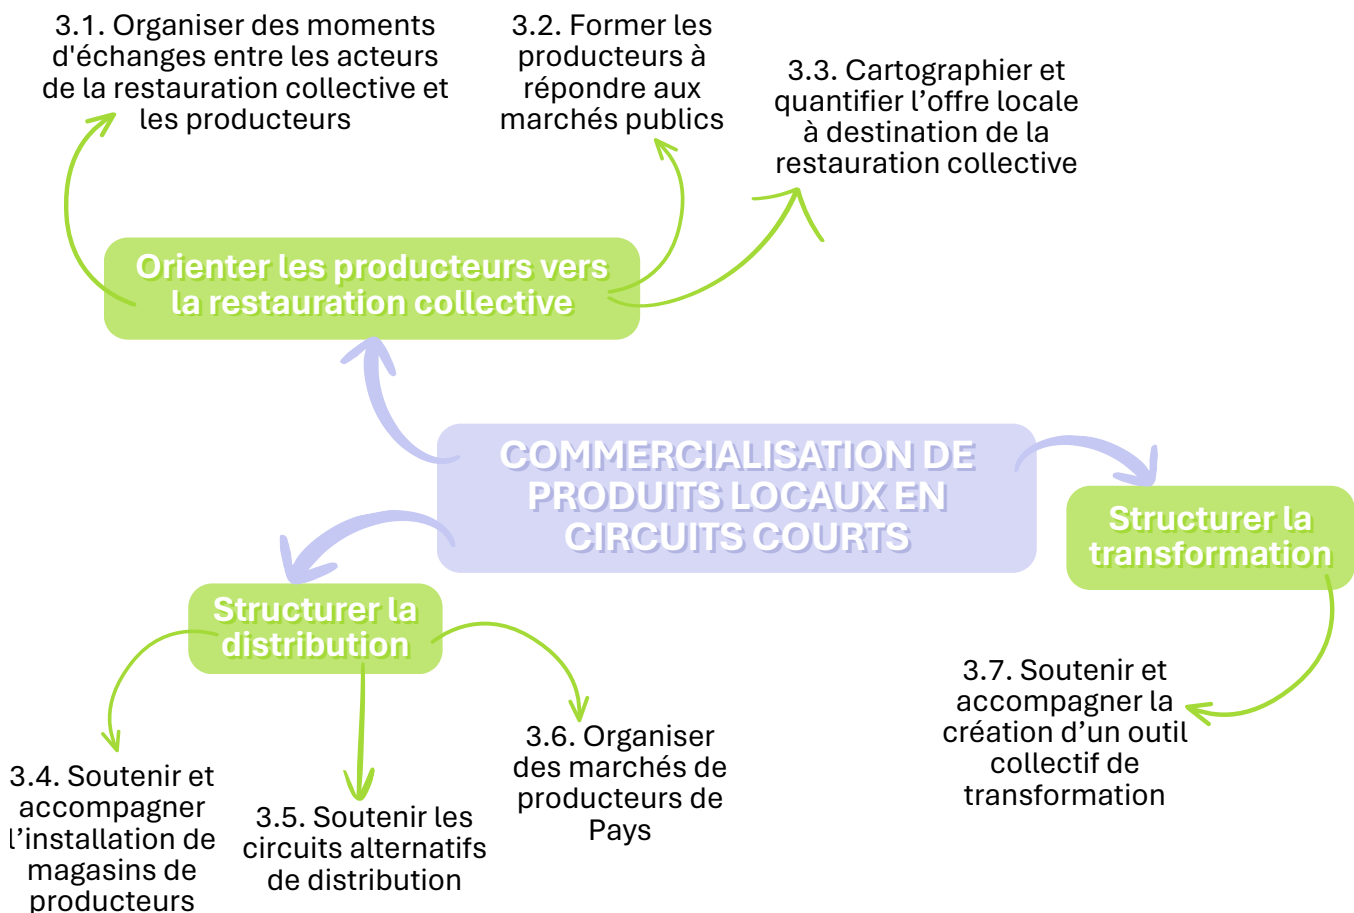 3.1. Organiser des moments
d'échanges entre les acteurs
de la restauration collective et
les producteurs
3.2. Former les
producteurs à
répondre aux
marchés publics
3.3. Cartographier et
quantifier l’offre locale
à destination de la
restauration collective
Orienter les producteurs vers
la restauration collective
COMMERCIALISATION DE
PRODUITS LOCAUX EN
CIRCUITS COURTS
Structurer la
transformation
Structurer la
distribution
3.4. Soutenir et
accompagner
l’installation de
magasins de
producteurs
3.5. Soutenir les
circuits alternatifs
de distribution
3.6. Organiser
des marchés de
producteurs de
Pays
3.7. Soutenir et
accompagner la
création d’un outil
collectif de
transformation